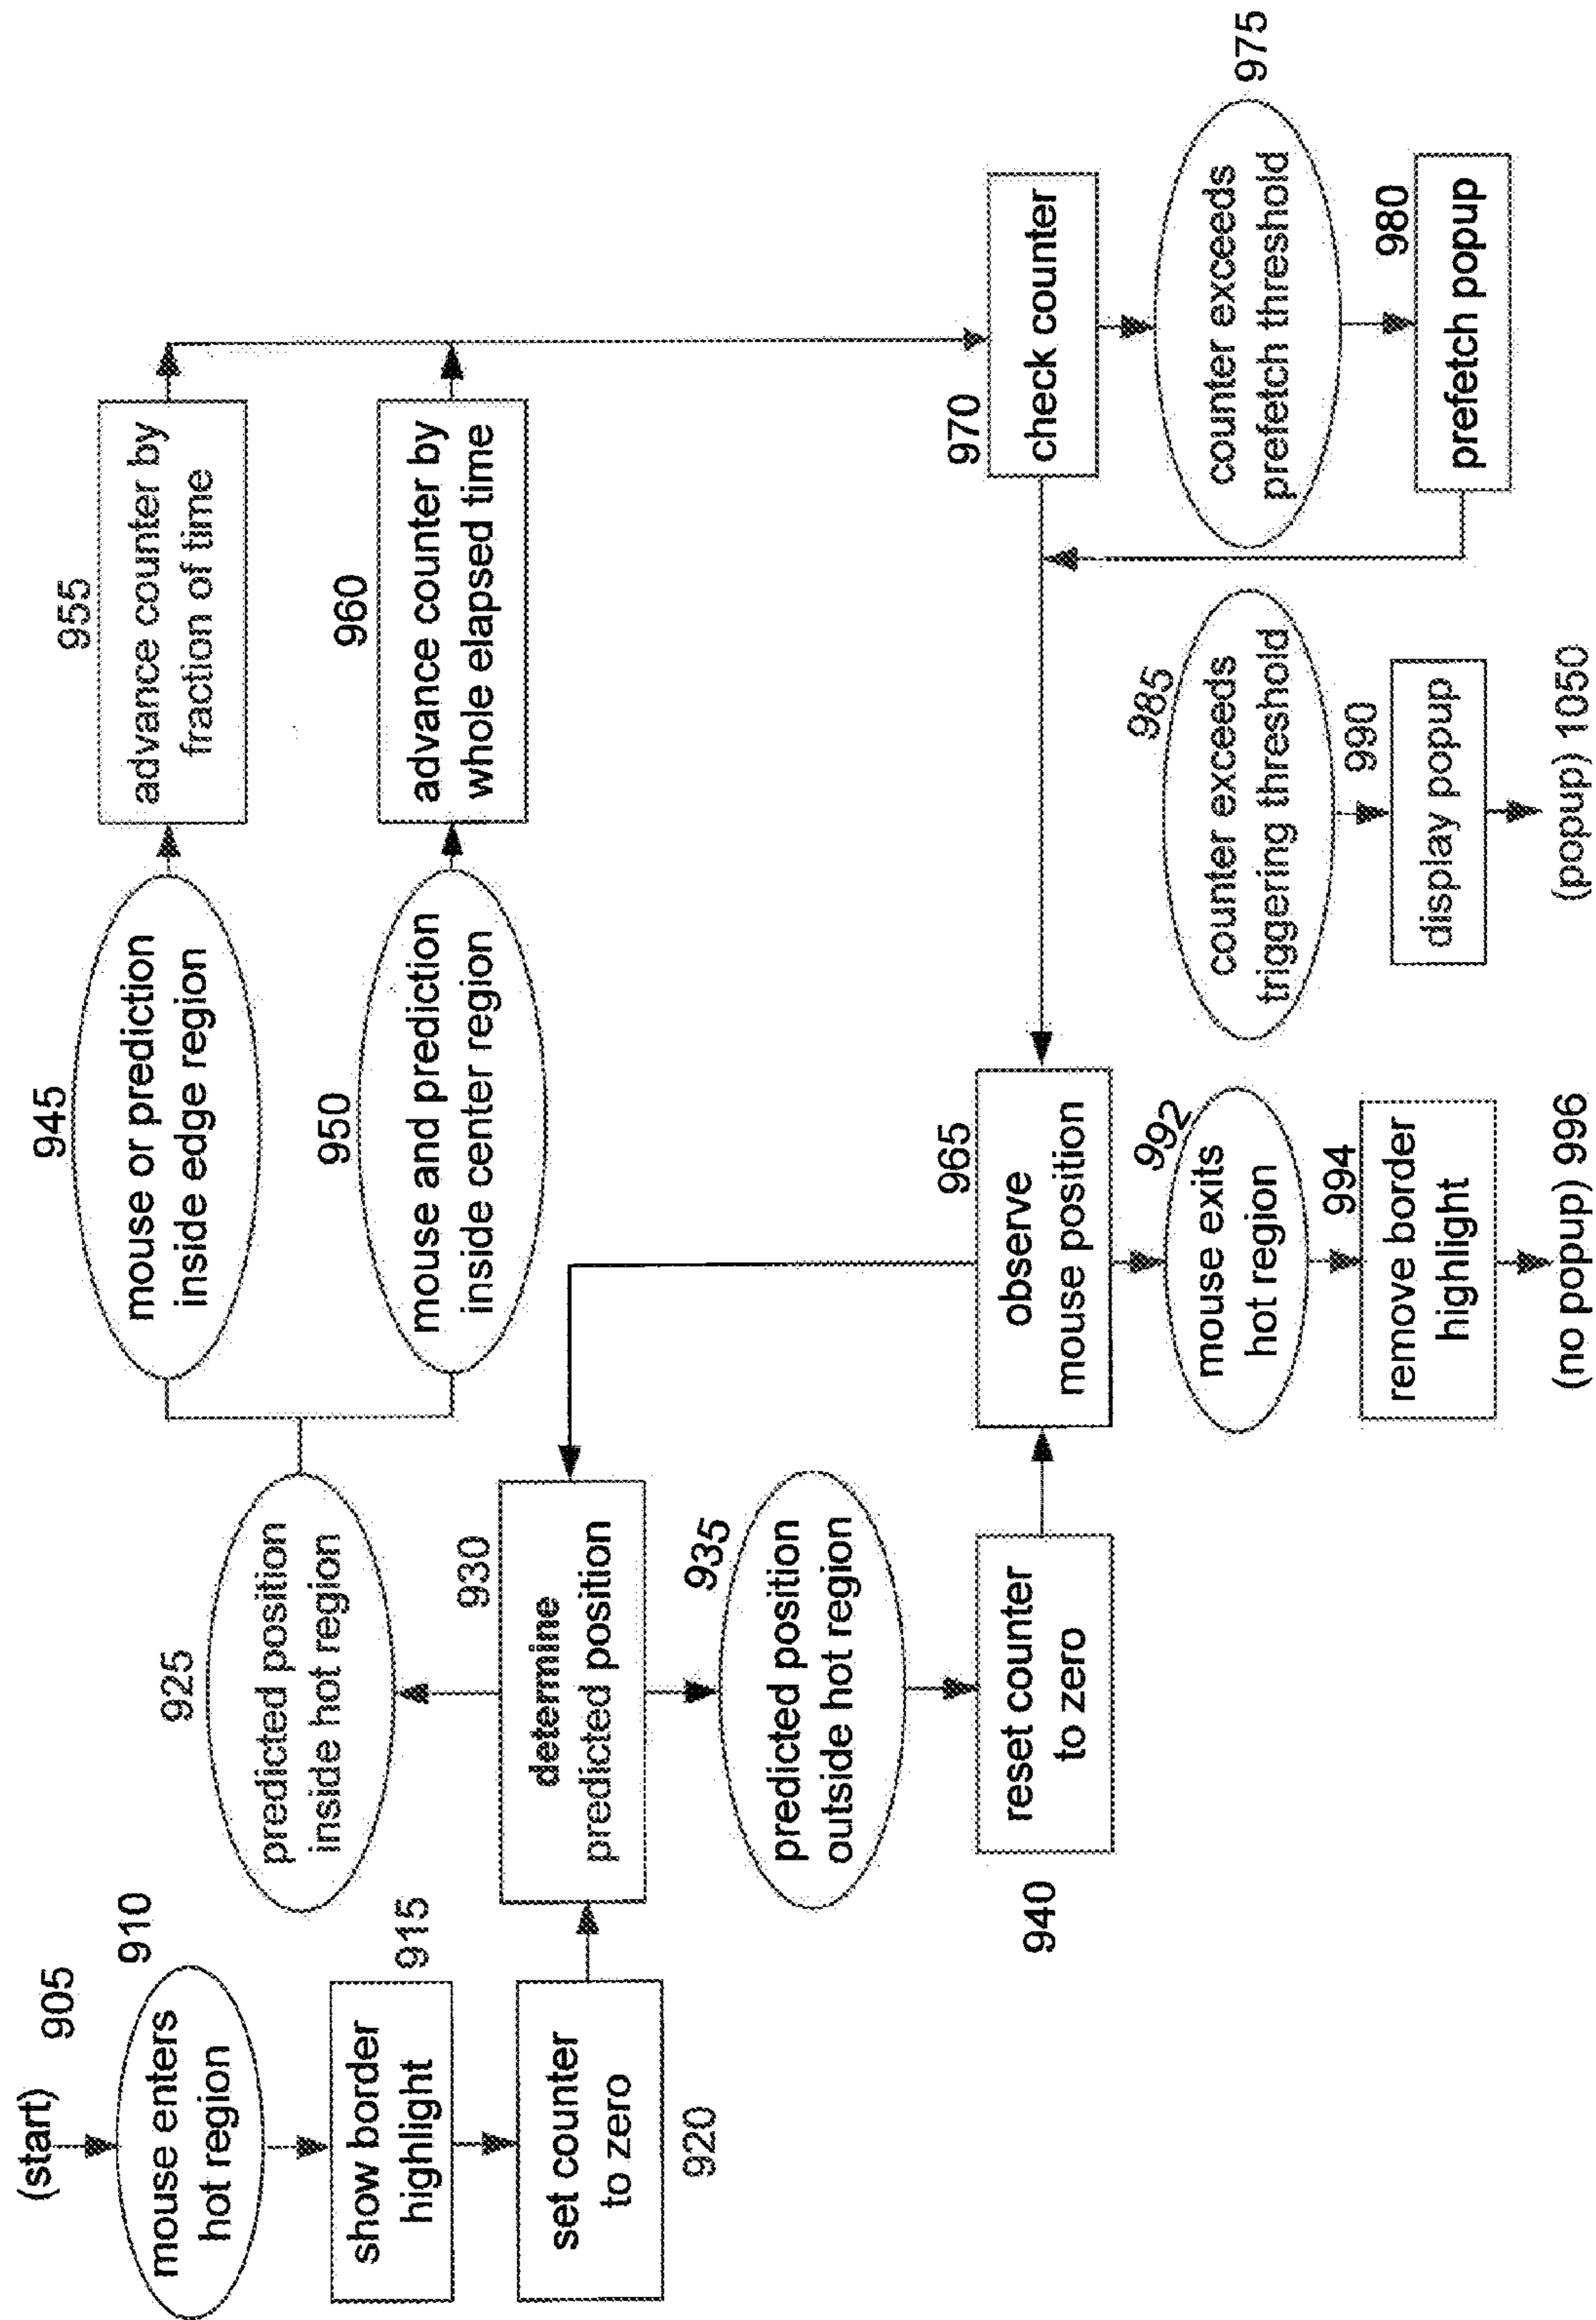 (start)
905
910
mouse enters
hot region
915
show border
highlight
set counter
to zero
920
925
predicted position
inside hot region
930
determine
predicted position
935
predicted position
outside hot region
940
reset counter
to zero
945
mouse or prediction
inside edge region
950
mouse and prediction
inside center region
955
advance counter by
fraction of time
960
advance counter by
whole elapsed time
965
observe
mouse position
992
mouse exits
hot region
994
remove border
highlight
(no popup) 996
970
check counter
975
counter exceeds
prefetch threshold
980
prefetch popup
985
counter exceeds
triggering threshold
990
display popup
(popup) 1050